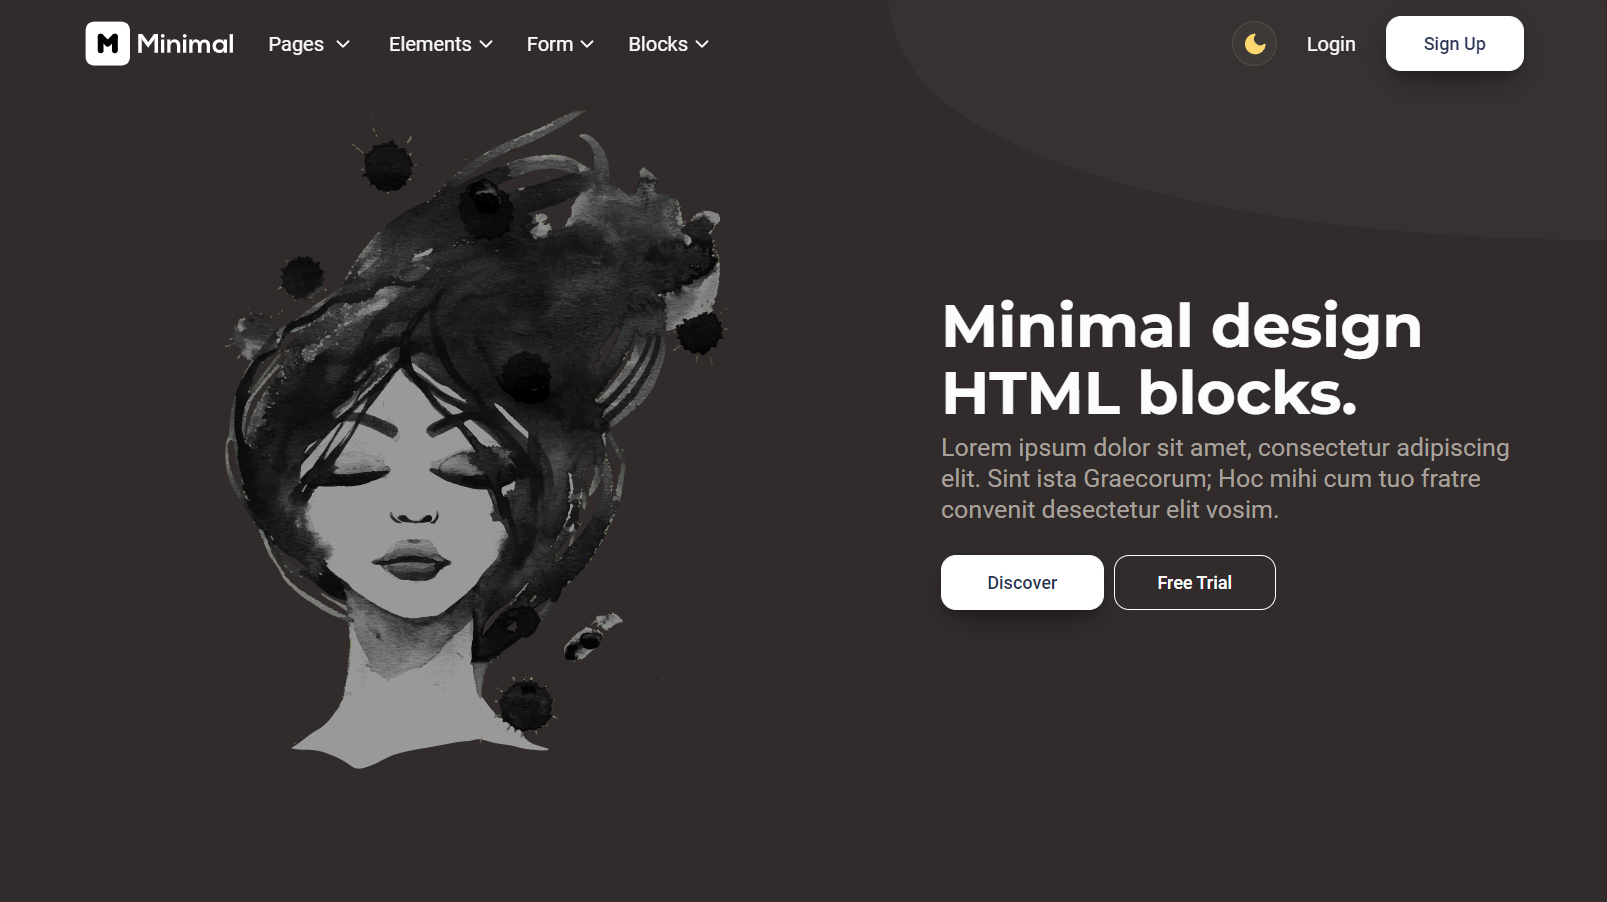 M Minimal
Pages
Elements
Form
Blocks
Login
Sign Up
Minimal design
HTML blocks.
Lorem ipsum dolor sit amet, consectetur adipiscing
elit. Sint ista Graecorum; Hoc mihi cum tuo fratre
convenit desectetur elit vosim.
Discover
Free Trial